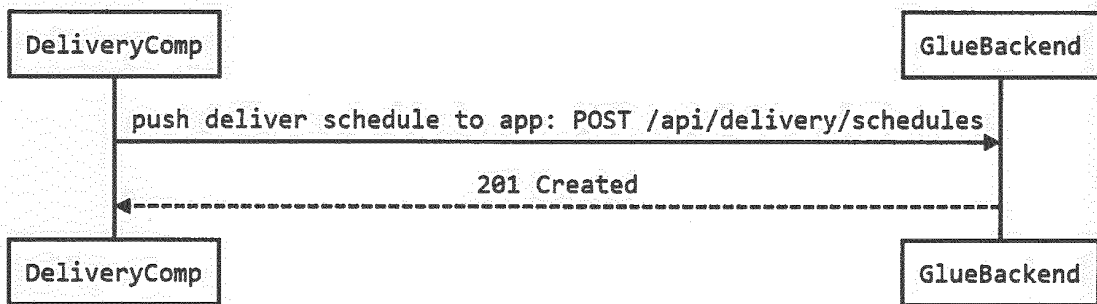 DeliveryComp GlueBackend
push deliver schedule to app: POST /api/delivery/schedules
201 Created
DeliveryComp GlueBackend